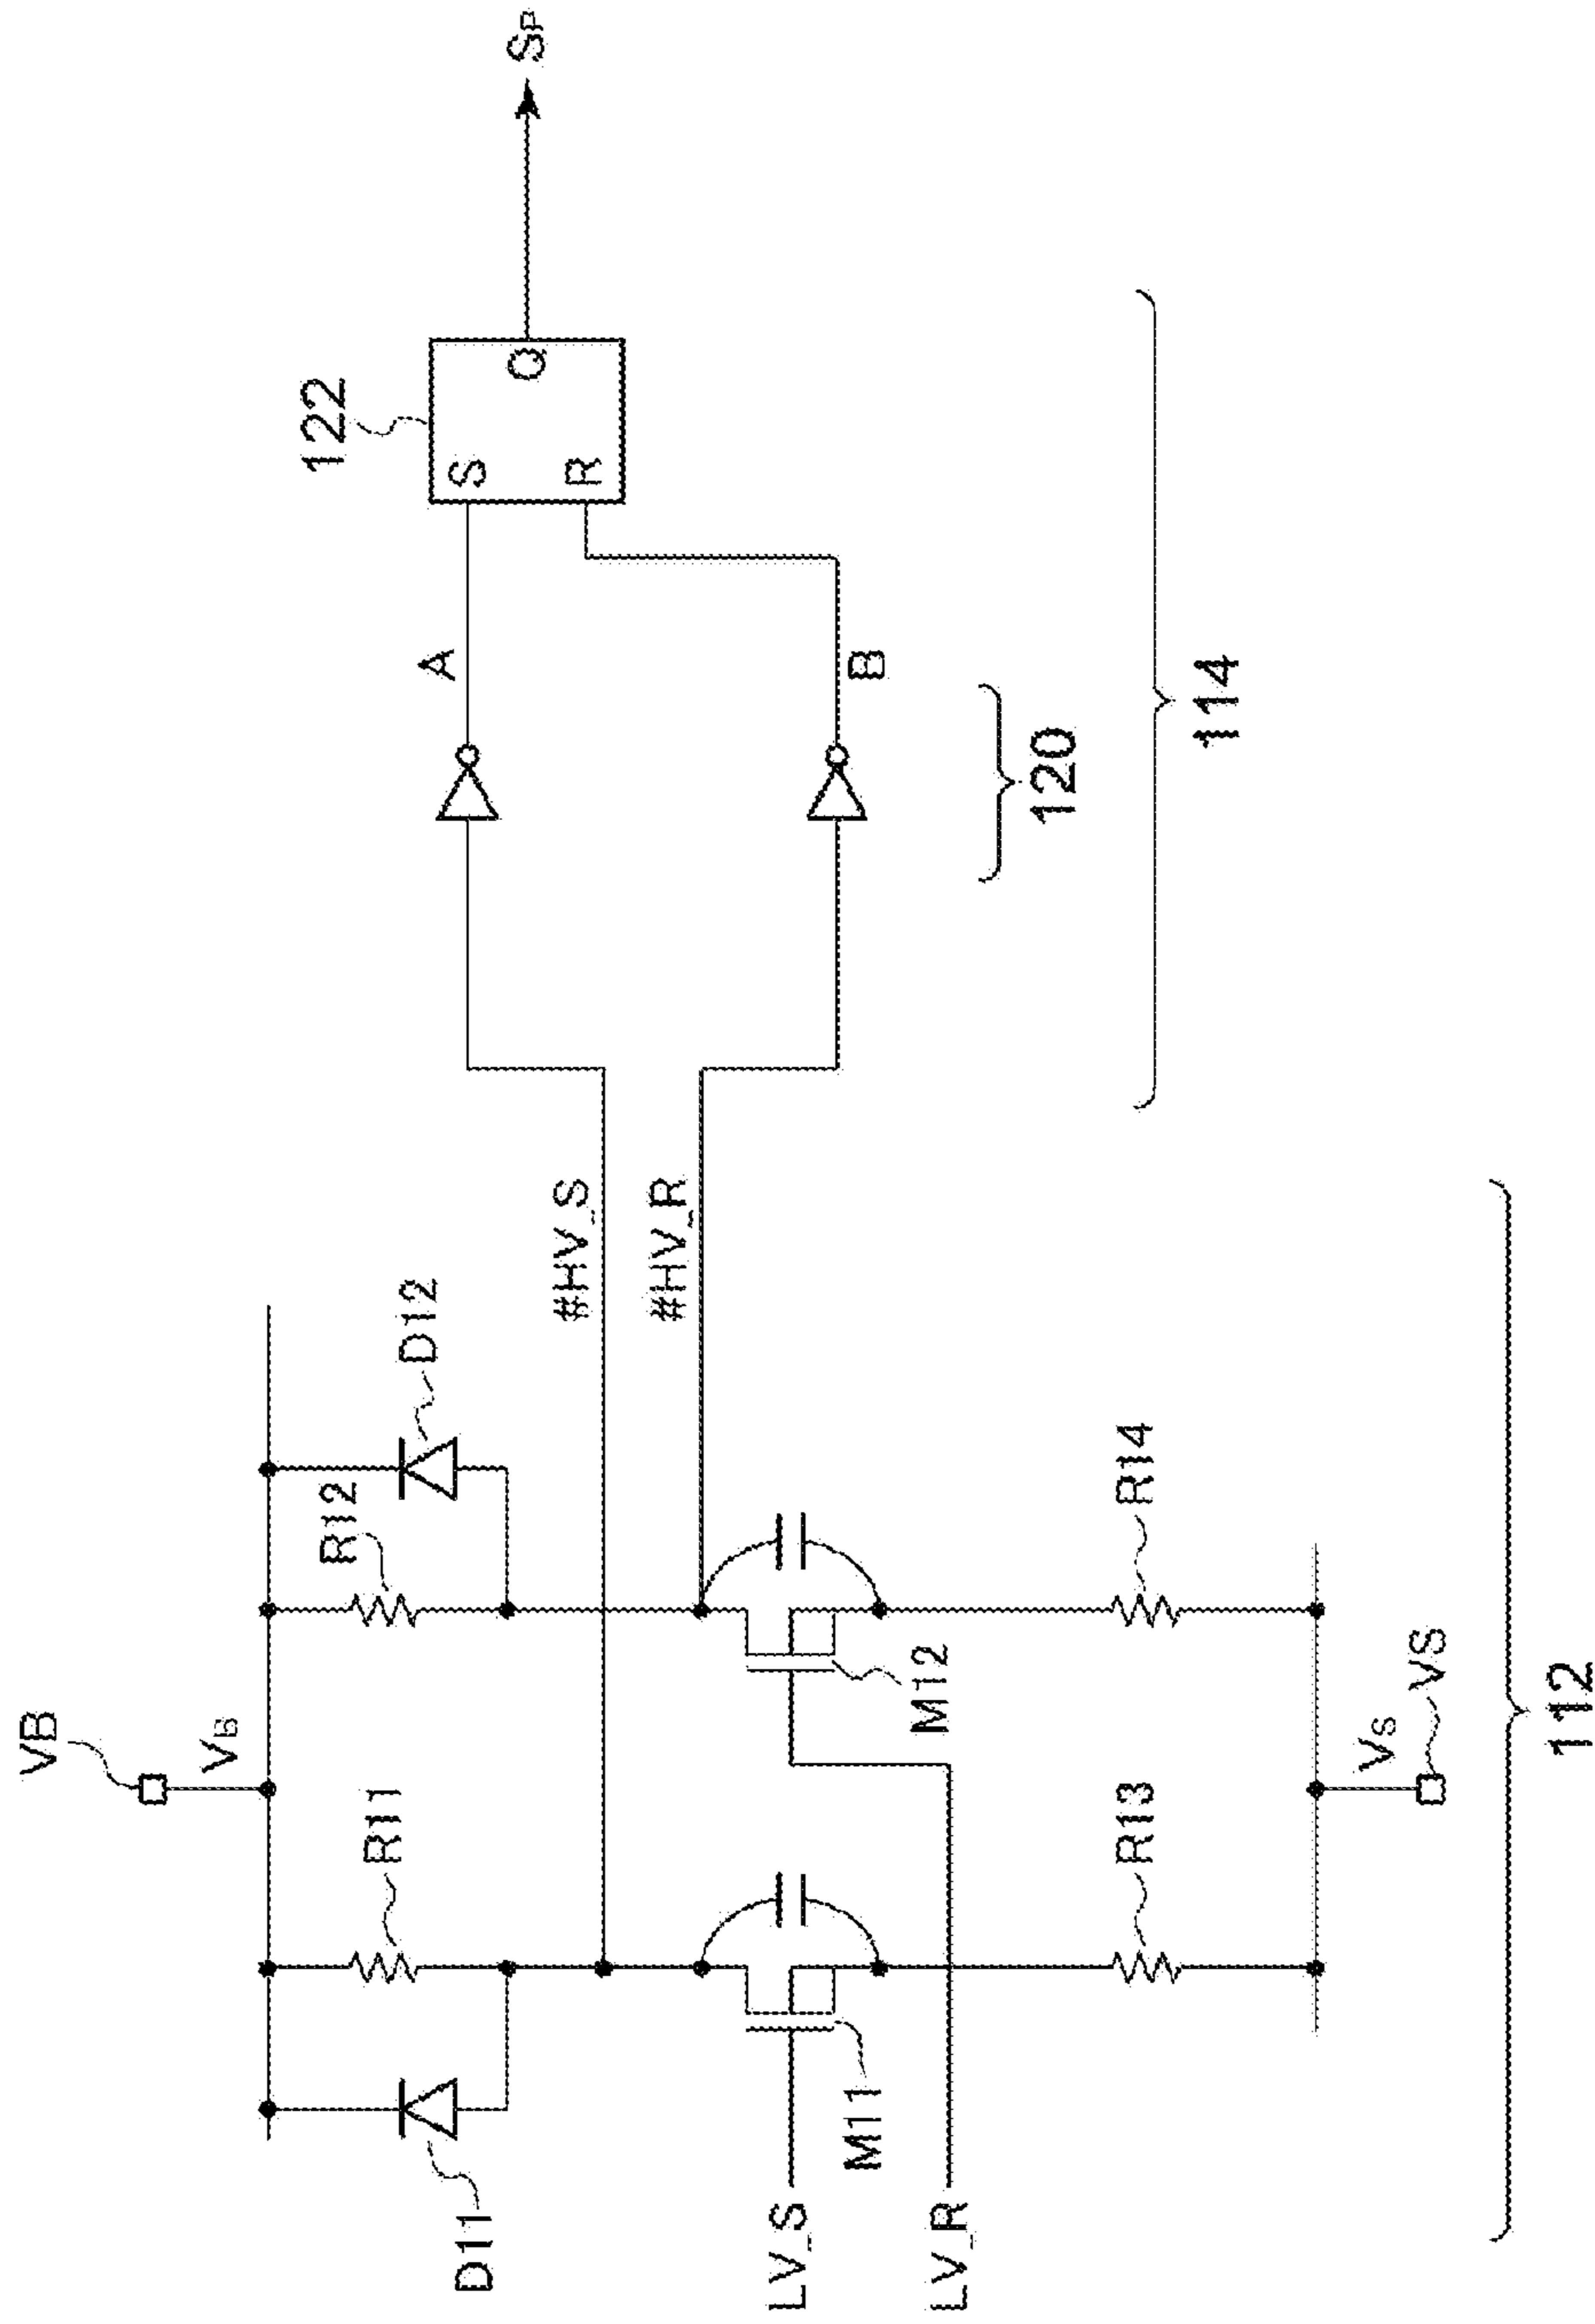 VB
VB
R11
R12
D11
D12
#HV_S
#HV_R
122
S
R
Q
SP
A
B
120
114
LV_S
LV_R
M11
M12
R13
R14
VS
VS
112